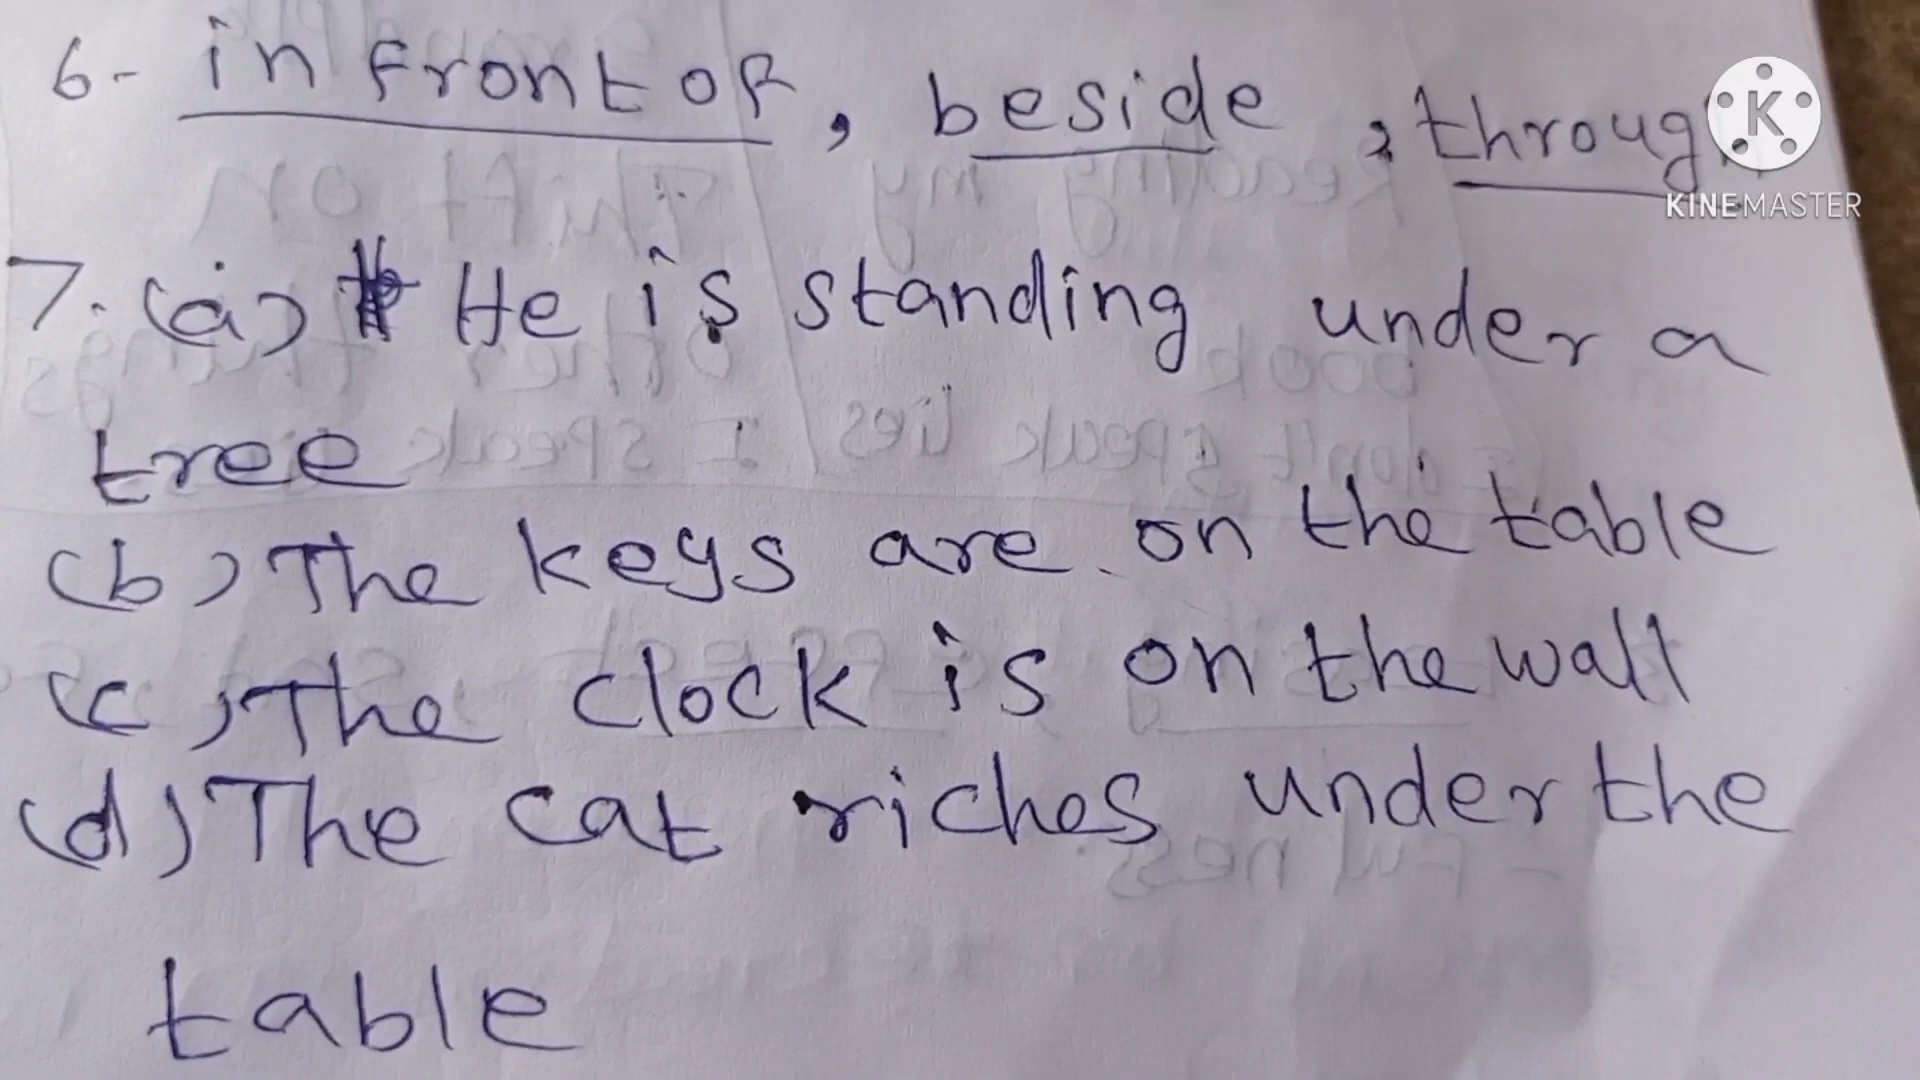 6- in front of, beside, through
7. (a) He is standing under a
tree
(b) The keys are on the table
(c) The clock is on the wall
(d) The cat riches under the
table
K
KINEMASTER